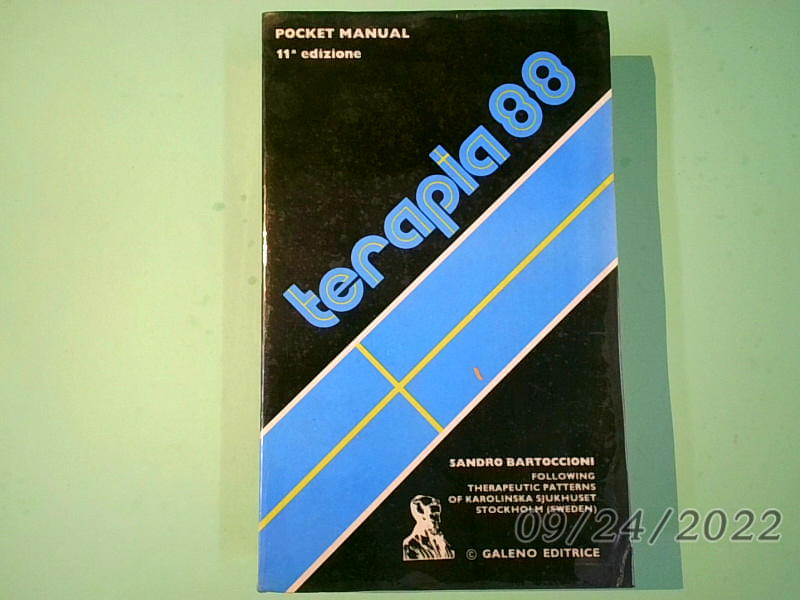 POCKET MANUAL
11ª edizione
terapia 88
SANDRO BARTOCCIONI
FOLLOWING
THERAPEUTIC PATTERNS
OF KAROLINSKA SJUKHUSET
STOCKHOLM (SWEDEN)
09/24/2022
© GALENO EDITRICE